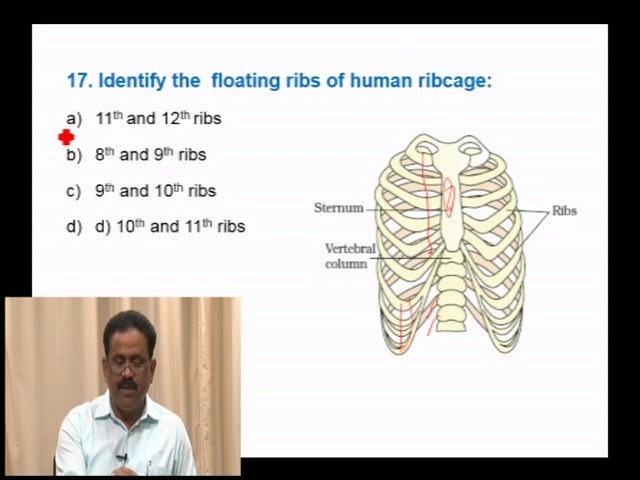 17. Identify the floating ribs of human ribcage:
a) 11th and 12th ribs
b) 8th and 9th ribs
c) 9th and 10th ribs
d) d) 10th and 11th ribs
Sternum
Ribs
Vertebral
column